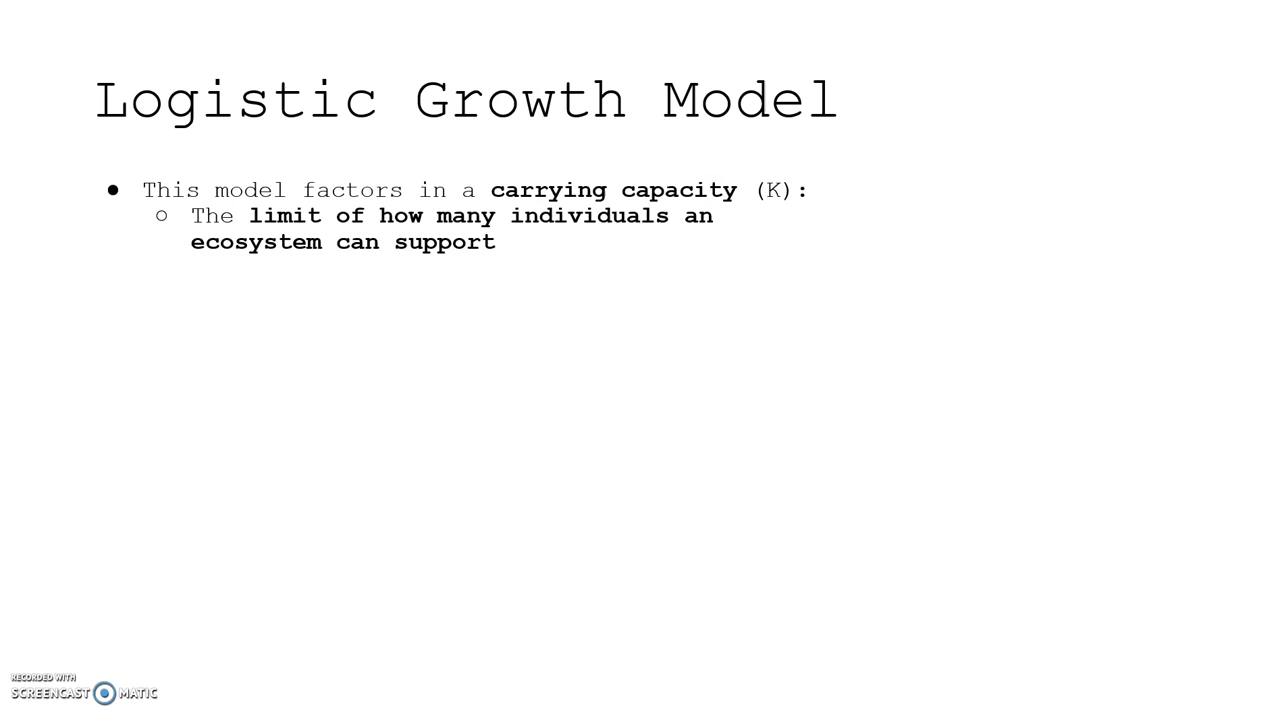 Logistic Growth Model
● This model factors in a carrying capacity (K):
○ The limit of how many individuals an
ecosystem can support
RECORDED WITH
SCREENCAST MATIC